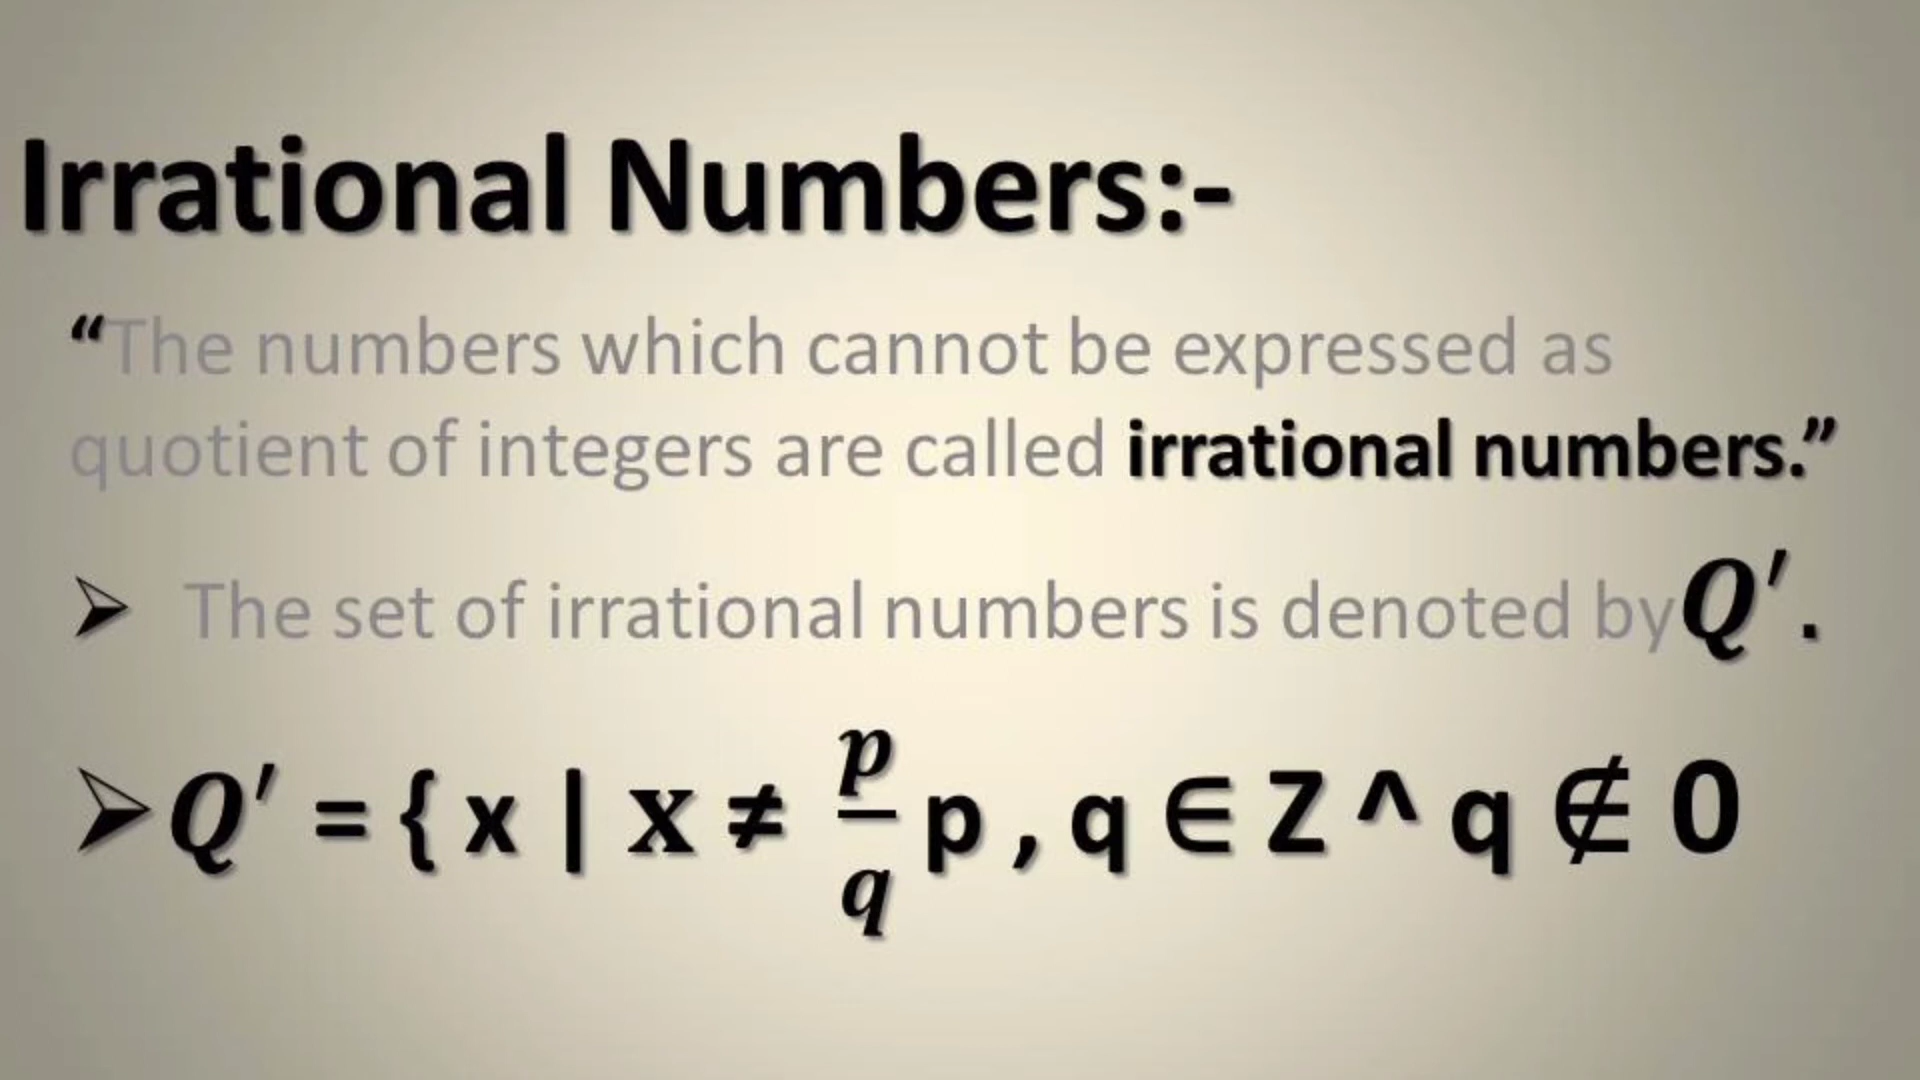 Irrational Numbers:-
“The numbers which cannot be expressed as
quotient of integers are called irrational numbers.”
➢ The set of irrational numbers is denoted by Q′.
➢ Q′ = { x | x ≠ p/q p , q ∈ Z ^ q ∉ 0